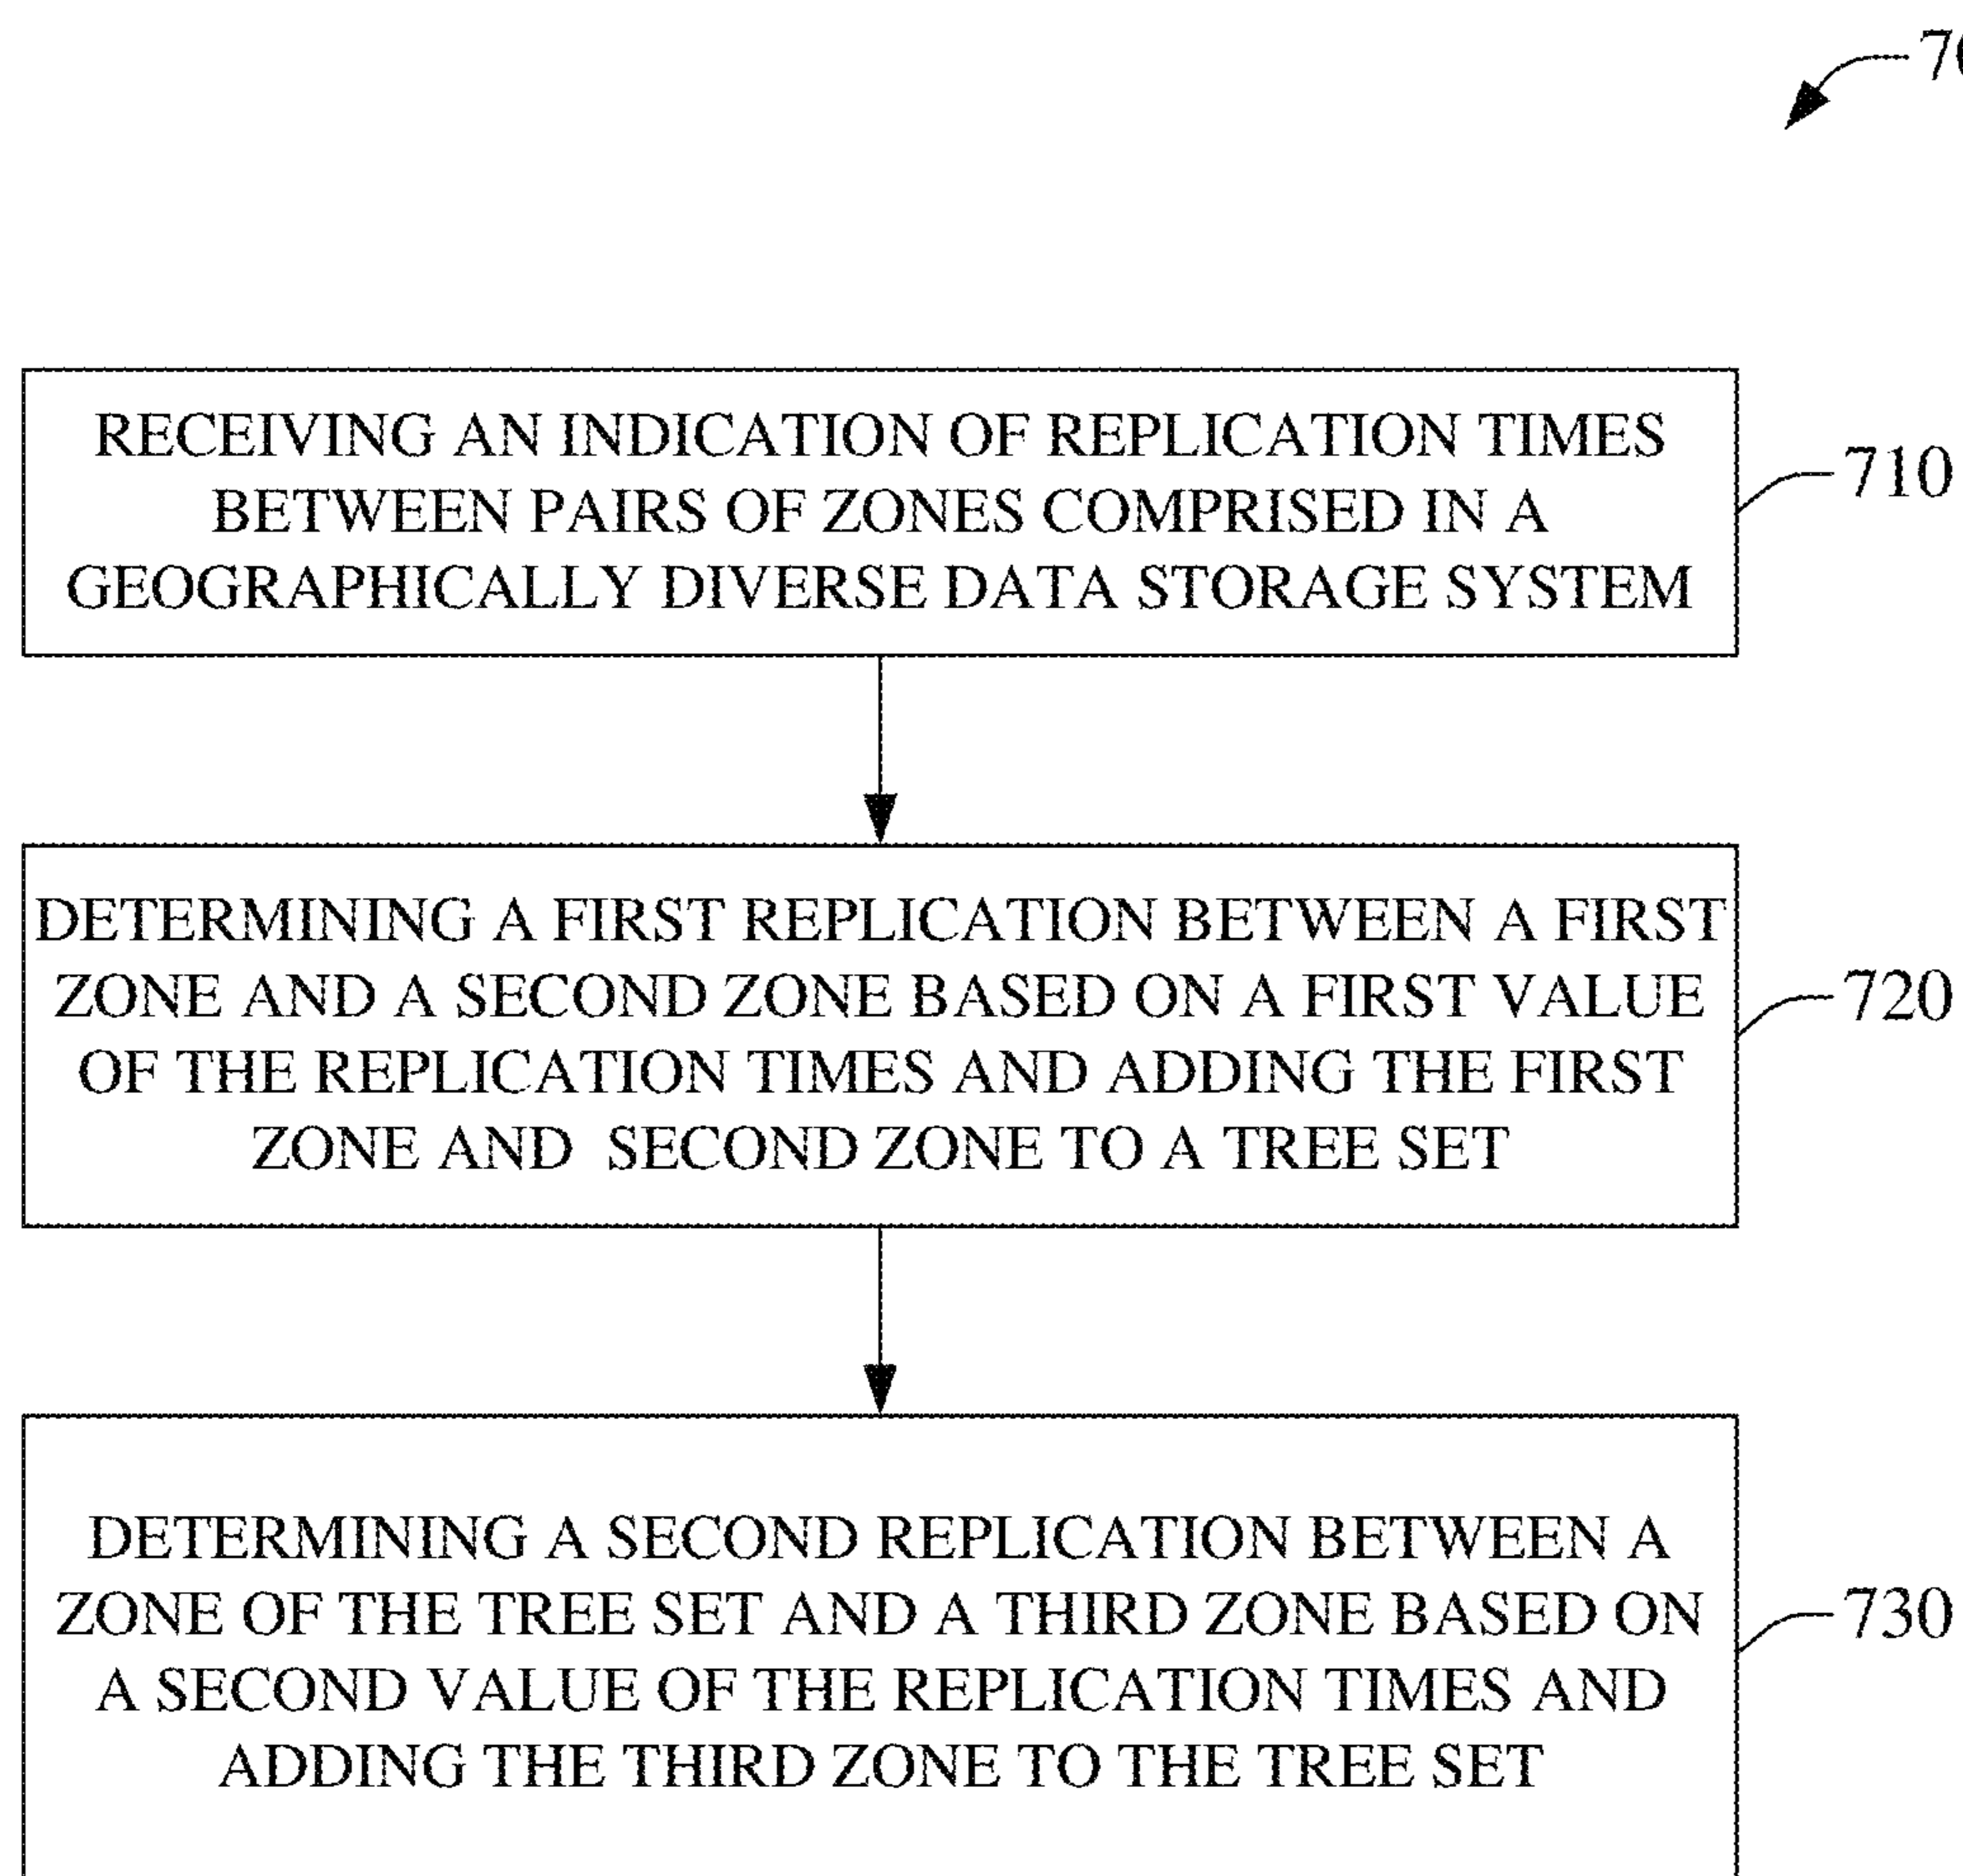 RECEIVING AN INDICATION OF REPLICATION TIMES
BETWEEN PAIRS OF ZONES COMPRISED IN A
GEOGRAPHICALLY DIVERSE DATA STORAGE SYSTEM
710
DETERMINING A FIRST REPLICATION BETWEEN A FIRST
ZONE AND A SECOND ZONE BASED ON A FIRST VALUE
OF THE REPLICATION TIMES AND ADDING THE FIRST
ZONE AND SECOND ZONE TO A TREE SET
720
DETERMINING A SECOND REPLICATION BETWEEN A
ZONE OF THE TREE SET AND A THIRD ZONE BASED ON
A SECOND VALUE OF THE REPLICATION TIMES AND
ADDING THE THIRD ZONE TO THE TREE SET
730